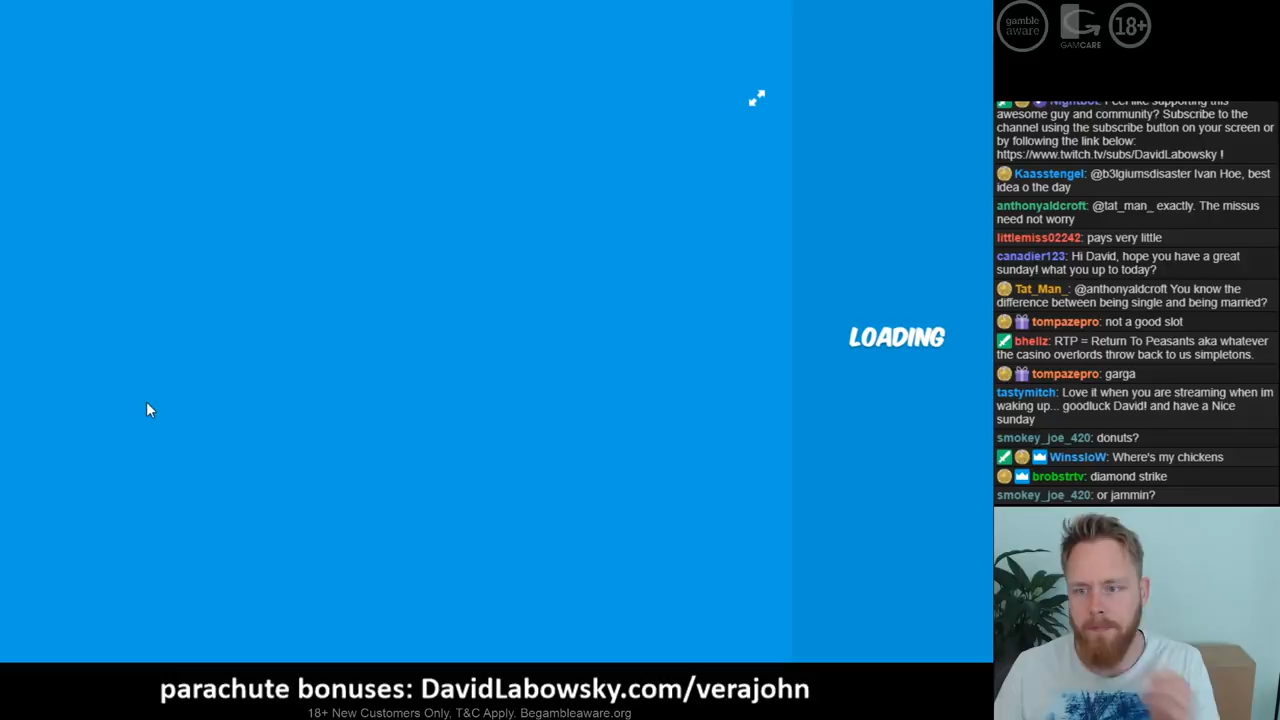 gamble
aware
GAMCARE
18+
Nightbot: Feel like supporting this
awesome guy and community? Subscribe to the
channel using the subscribe button on your screen or
by following the link below:
https://www.twitch.tv/subs/DavidLabowsky !
Kaasstengel: @b3lgiumsdisaster Ivan Hoe, best
idea o the day
anthonyaldcroft: @tat_man_ exactly. The missus
need not worry
littlemiss02242: pays very little
canadier123: Hi David, hope you have a great
sunday! what you up to today?
Tat_Man_: @anthonyaldcroft You know the
difference between being single and being married?
tompazepro: not a good slot
bhellz: RTP = Return To Peasants aka whatever
the casino overlords throw back to us simpletons.
tompazepro: garga
tastymitch: Love it when you are streaming when im
waking up... goodluck David! and have a Nice
sunday
smokey_joe_420: donuts?
WinssloW: Where's my chickens
brobstrtv: diamond strike
smokey_joe_420: or jammin?
LOADING
parachute bonuses: DavidLabowsky.com/verajohn
18+ New Customers Only, T&C Apply. Begambleaware.org